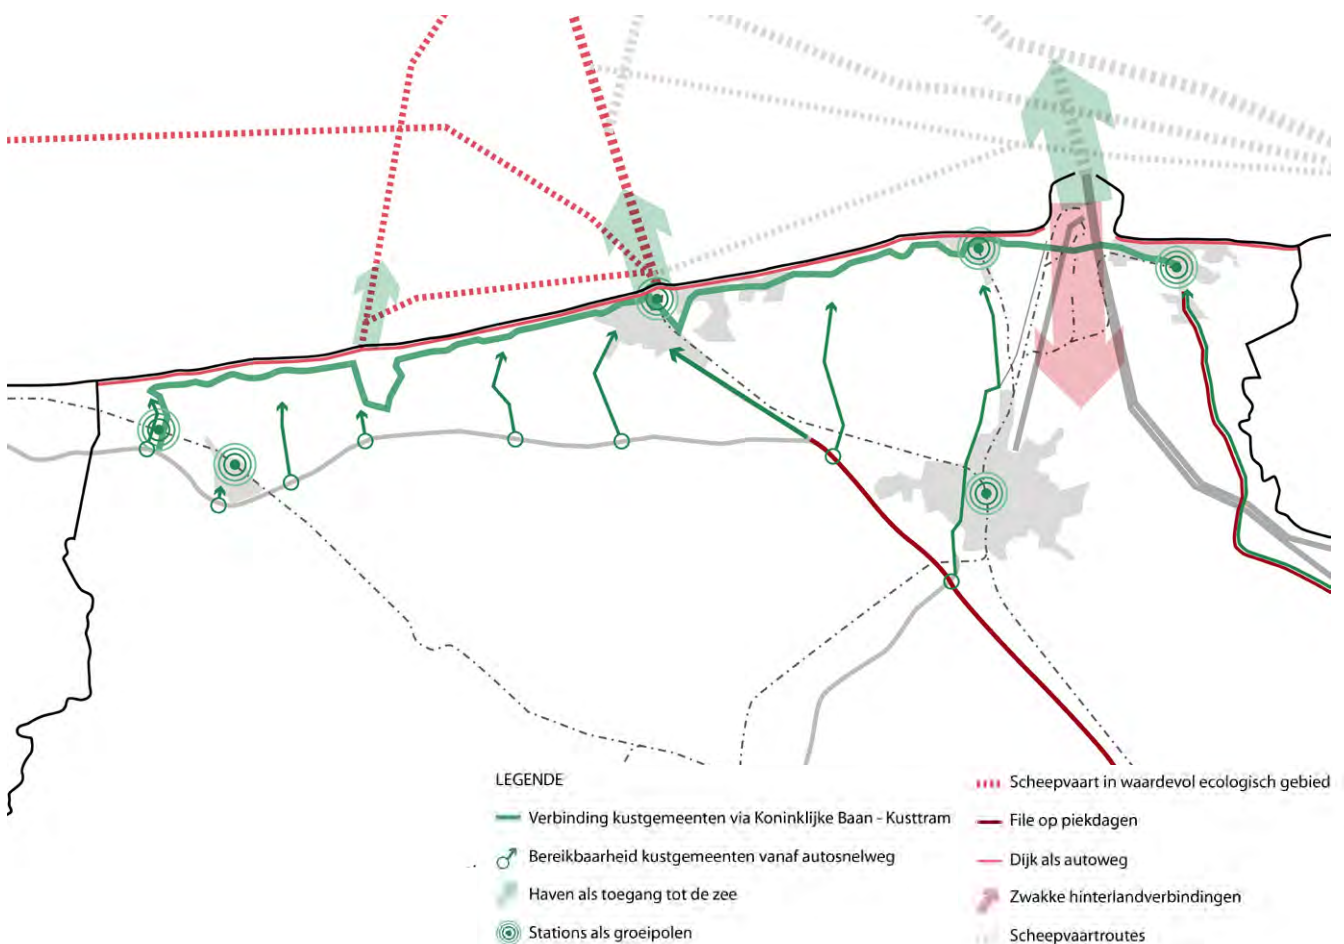 LEGENDE
Verbinding kustgemeenten via Koninklijke Baan - Kusttram
Bereikbaarheid kustgemeenten vanaf autosnelweg
Haven als toegang tot de zee
Stations als groeipolen
Scheepvaart in waardevol ecologisch gebied
File op piekdagen
Dijk als autoweg
Zwakke hinterlandverbindingen
Scheepvaartroutes